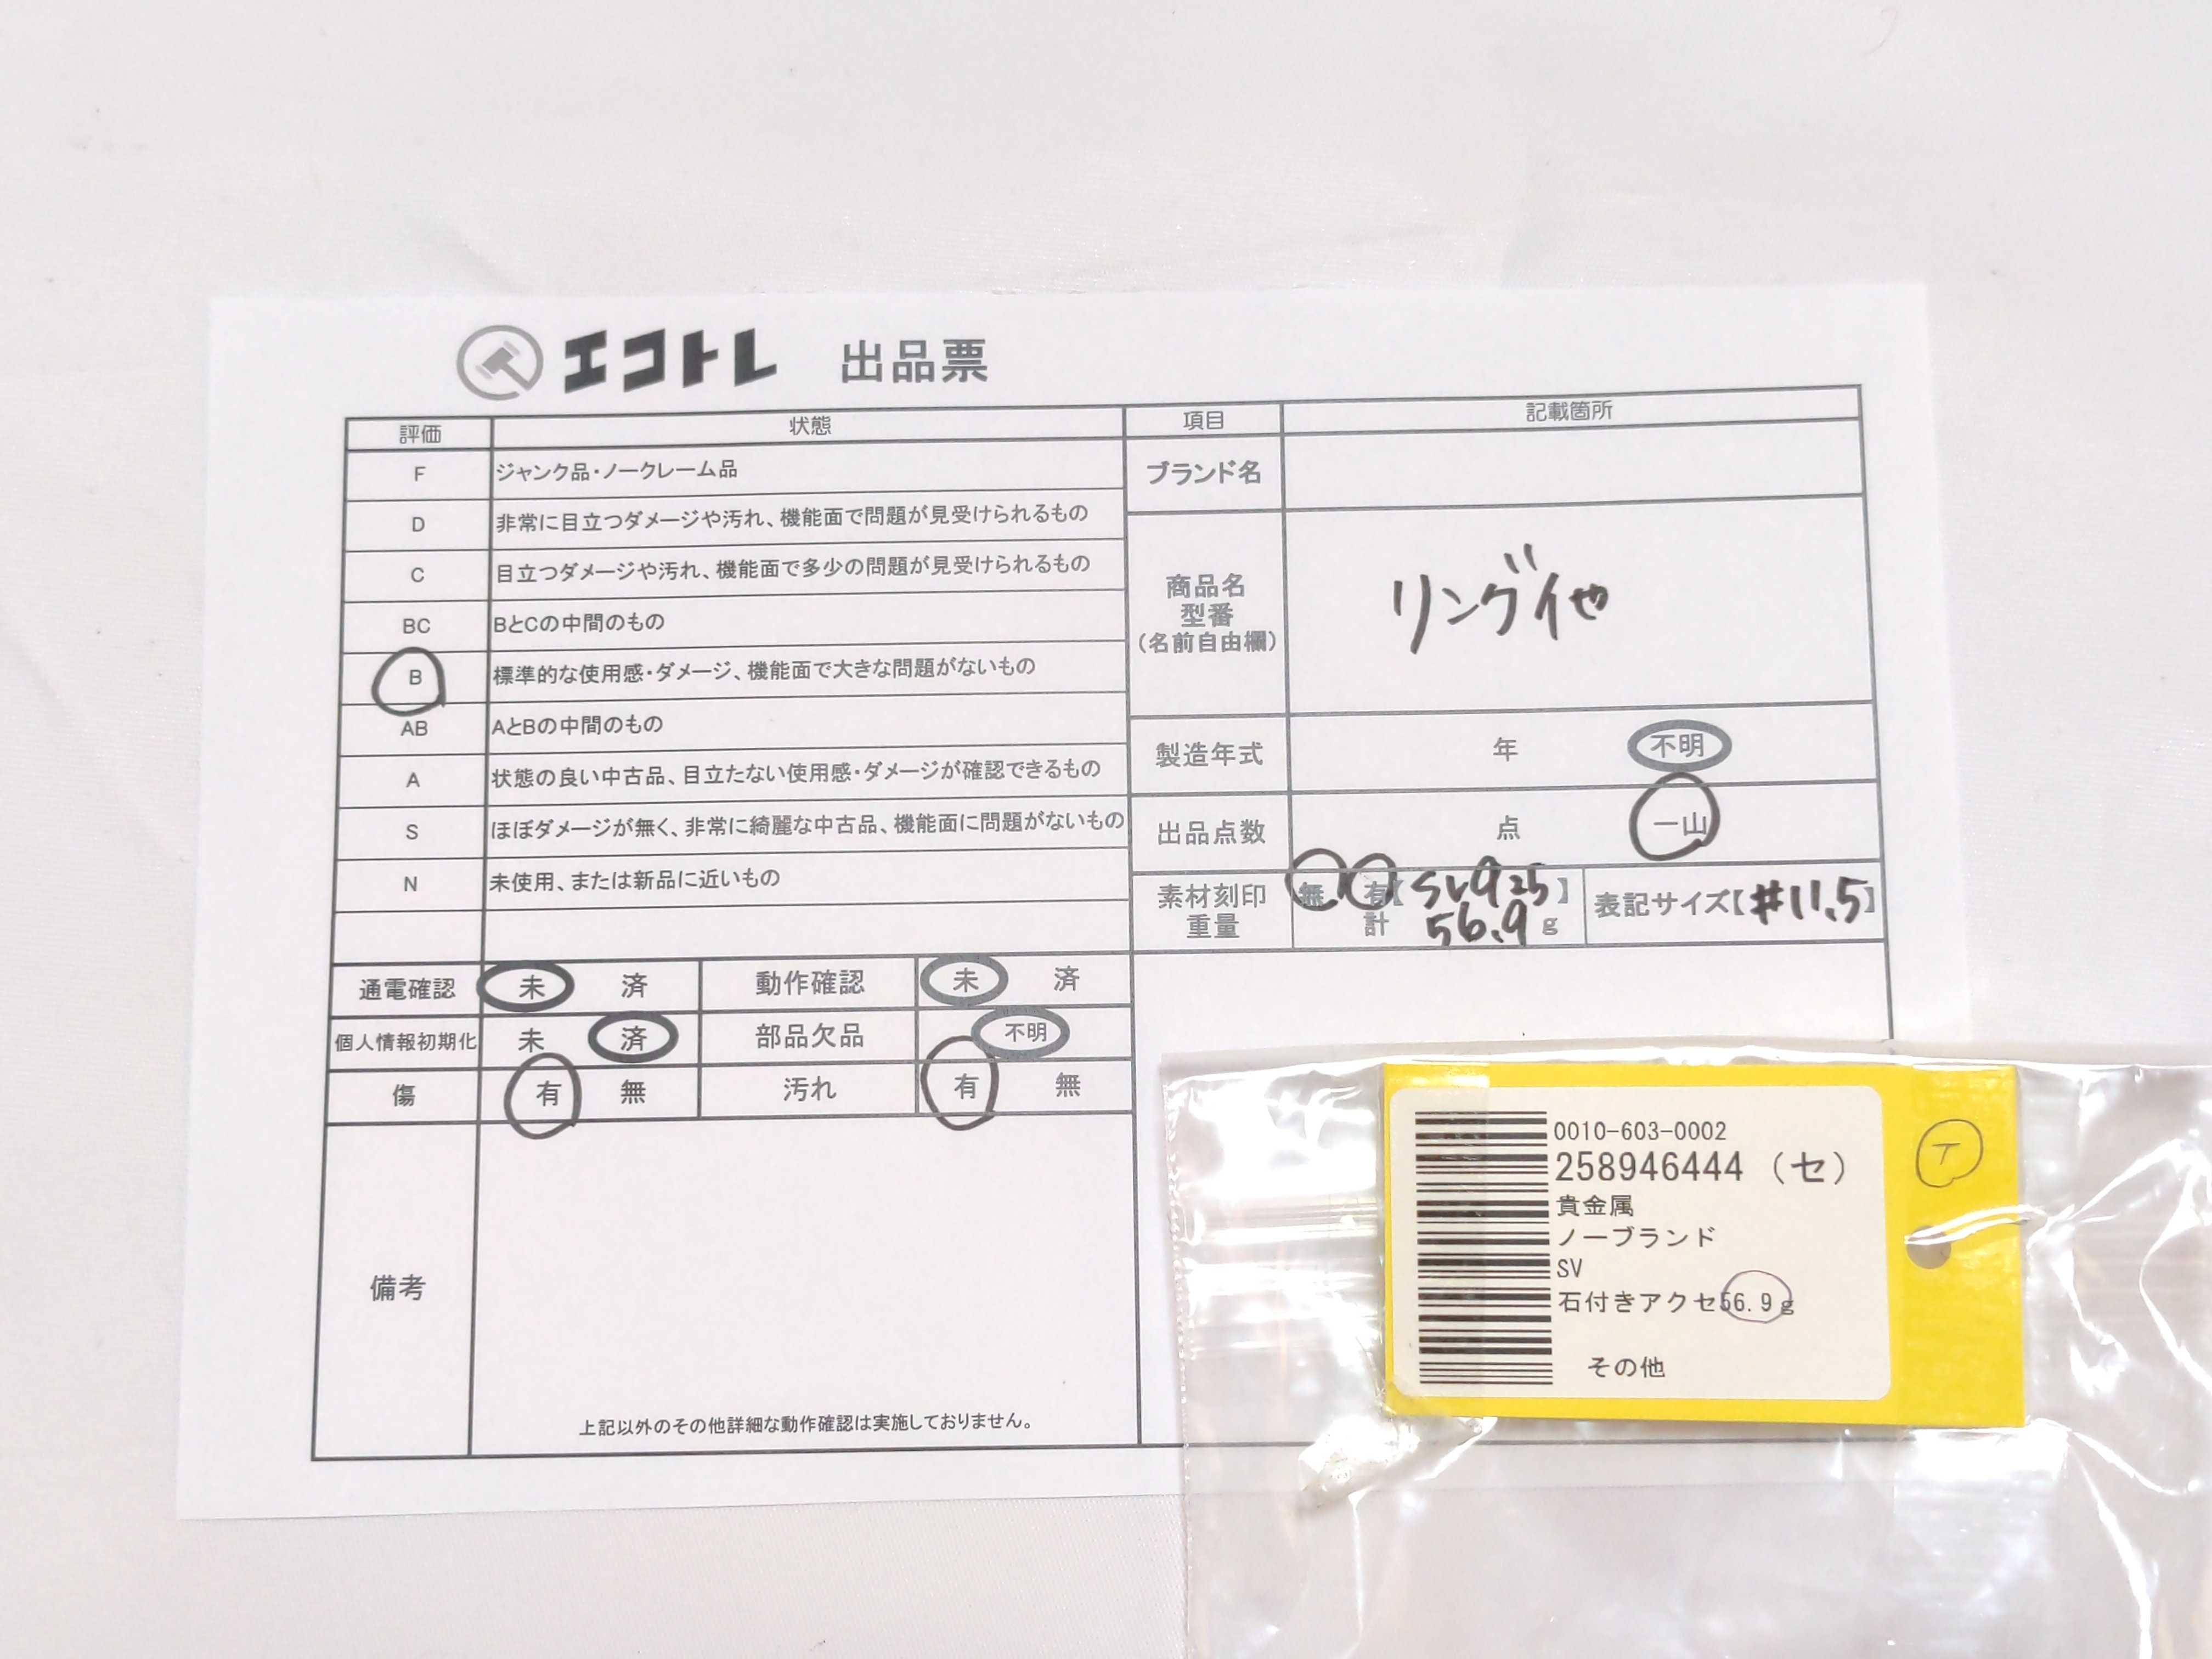 エコトレ 出品票
評価 状態 項目 記載箇所
F ジャンク品・ノークレーム品
D 非常に目立つダメージや汚れ、機能面で問題が見受けられるもの
C 目立つダメージや汚れ、機能面で多少の問題が見受けられるもの
BC BとCの中間のもの
B 標準的な使用感・ダメージ、機能面で大きな問題がないもの
AB AとBの中間のもの
A 状態の良い中古品、目立たない使用感・ダメージが確認できるもの
S ほぼダメージが無く、非常に綺麗な中古品、機能面に問題がないもの
N 未使用、または新品に近いもの
ブランド名
商品名
型番
(名前自由欄)
リング他
製造年式 年 不明
出品点数 点 一山
素材刻印 無 有【SV925】
重量 計 56.9 g
表記サイズ【#11.5】
通電確認 未 済 動作確認 未 済
個人情報初期化 未 済 部品欠品 不明
傷 有 無 汚れ 有 無
備考
上記以外のその他詳細な動作確認は実施しておりません。
0010-603-0002
258946444 (セ)
貴金属
ノーブランド
SV
石付きアクセ56.9g
その他
T